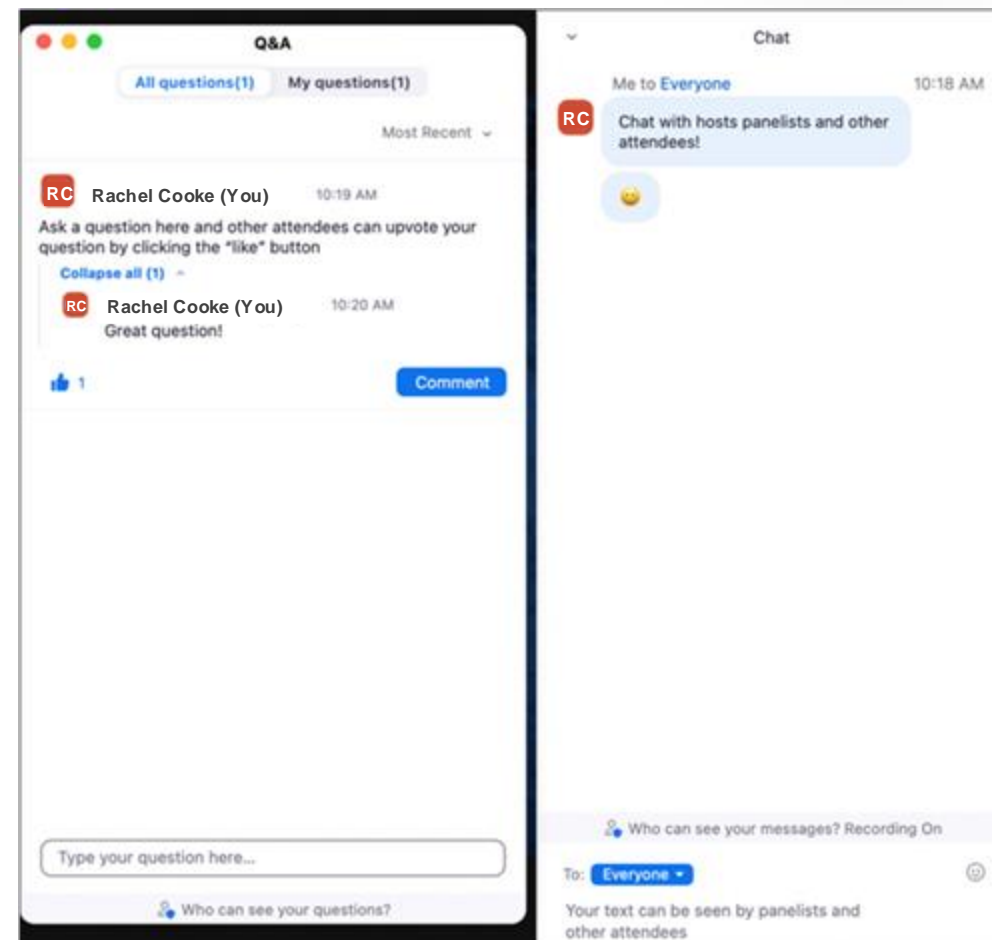 Q&A
All questions(1) My questions(1)
Most Recent
RC Rachel Cooke (You) 10:19 AM
Ask a question here and other attendees can upvote your
question by clicking the “like” button
Collapse all (1)
RC Rachel Cooke (You) 10:20 AM
Great question!
1 Comment
Type your question here...
Who can see your questions?
Chat
Me to Everyone 10:18 AM
RC
Chat with hosts panelists and other
attendees!
Who can see your messages? Recording On
To: Everyone
Your text can be seen by panelists and
other attendees